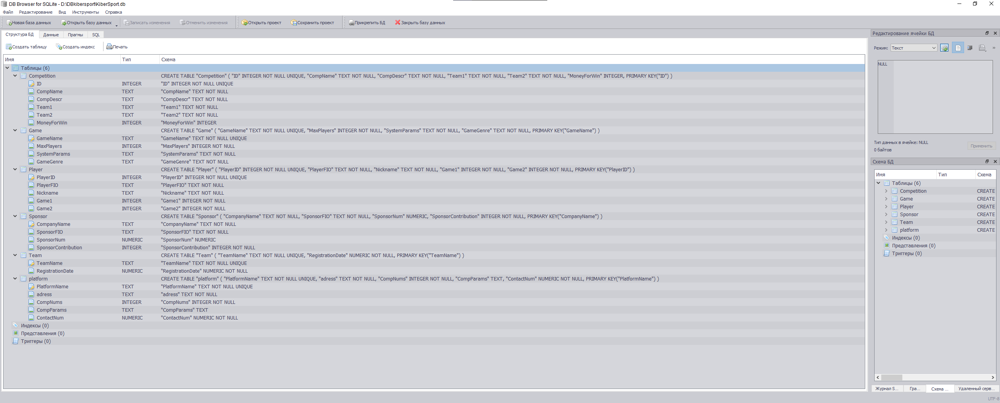 DB Browser for SQLite - D:\DBkibersport\KiberSport.db
Файл Редактирование Вид Инструменты Справка
Новая база данных Открыть базу данных Записать изменения Отменить изменения Открыть проект Сохранить проект Прикрепить БД Закрыть базу данных
Структура БД Данные Прагмы SQL
Создать таблицу Создать индекс Печать
Имя Тип Схема
Таблицы (6)
Competition CREATE TABLE "Competition" ( "ID" INTEGER NOT NULL UNIQUE, "CompName" TEXT NOT NULL, "CompDescr" TEXT NOT NULL, "Team1" TEXT NOT NULL, "Team2" TEXT NOT NULL, "MoneyForWin" INTEGER, PRIMARY KEY("ID") )
ID INTEGER "ID" INTEGER NOT NULL UNIQUE
CompName TEXT "CompName" TEXT NOT NULL
CompDescr TEXT "CompDescr" TEXT NOT NULL
Team1 TEXT "Team1" TEXT NOT NULL
Team2 TEXT "Team2" TEXT NOT NULL
MoneyForWin INTEGER "MoneyForWin" INTEGER
Game CREATE TABLE "Game" ( "GameName" TEXT NOT NULL UNIQUE, "MaxPlayers" INTEGER NOT NULL, "SystemParams" TEXT NOT NULL, "GameGenre" TEXT NOT NULL, PRIMARY KEY("GameName") )
GameName TEXT "GameName" TEXT NOT NULL UNIQUE
MaxPlayers INTEGER "MaxPlayers" INTEGER NOT NULL
SystemParams TEXT "SystemParams" TEXT NOT NULL
GameGenre TEXT "GameGenre" TEXT NOT NULL
Player CREATE TABLE "Player" ( "PlayerID" INTEGER NOT NULL UNIQUE, "PlayerFIO" TEXT NOT NULL, "Nickname" TEXT NOT NULL, "Game1" INTEGER NOT NULL, "Game2" INTEGER NOT NULL, PRIMARY KEY("PlayerID") )
PlayerID INTEGER "PlayerID" INTEGER NOT NULL UNIQUE
PlayerFIO TEXT "PlayerFIO" TEXT NOT NULL
Nickname TEXT "Nickname" TEXT NOT NULL
Game1 INTEGER "Game1" INTEGER NOT NULL
Game2 INTEGER "Game2" INTEGER NOT NULL
Sponsor CREATE TABLE "Sponsor" ( "CompanyName" TEXT NOT NULL, "SponsorFIO" TEXT NOT NULL, "SponsorNum" NUMERIC, "SponsorContribution" INTEGER NOT NULL, PRIMARY KEY("CompanyName") )
CompanyName TEXT "CompanyName" TEXT NOT NULL
SponsorFIO TEXT "SponsorFIO" TEXT NOT NULL
SponsorNum NUMERIC "SponsorNum" NUMERIC
SponsorContribution INTEGER "SponsorContribution" INTEGER NOT NULL
Team CREATE TABLE "Team" ( "TeamName" TEXT NOT NULL UNIQUE, "RegistrationDate" NUMERIC NOT NULL, PRIMARY KEY("TeamName") )
TeamName TEXT "TeamName" TEXT NOT NULL UNIQUE
RegistrationDate NUMERIC "RegistrationDate" NUMERIC NOT NULL
platform CREATE TABLE "platform" ( "PlatformName" TEXT NOT NULL UNIQUE, "adress" TEXT NOT NULL, "CompNums" INTEGER NOT NULL, "CompParams" TEXT, "ContactNum" NUMERIC NOT NULL, PRIMARY KEY("PlatformName") )
PlatformName TEXT "PlatformName" TEXT NOT NULL UNIQUE
adress TEXT "adress" TEXT NOT NULL
CompNums INTEGER "CompNums" INTEGER NOT NULL
CompParams TEXT "CompParams" TEXT
ContactNum NUMERIC "ContactNum" NUMERIC NOT NULL
Индексы (0)
Представления (0)
Триггеры (0)
Редактирование ячейки БД
Режим: Текст »
NULL
Тип данных в ячейке: NULL
0 байтов
Применить
Схема БД
Имя Тип Схема
Таблицы (6)
Competition CREATE
Game CREATE
Player CREATE
Sponsor CREATE
Team CREATE
platform CREATE
Индексы (0)
Представления (0)
Триггеры (0)
Журнал S... Гра... Схема ... Удаленный серв...
UTF-8